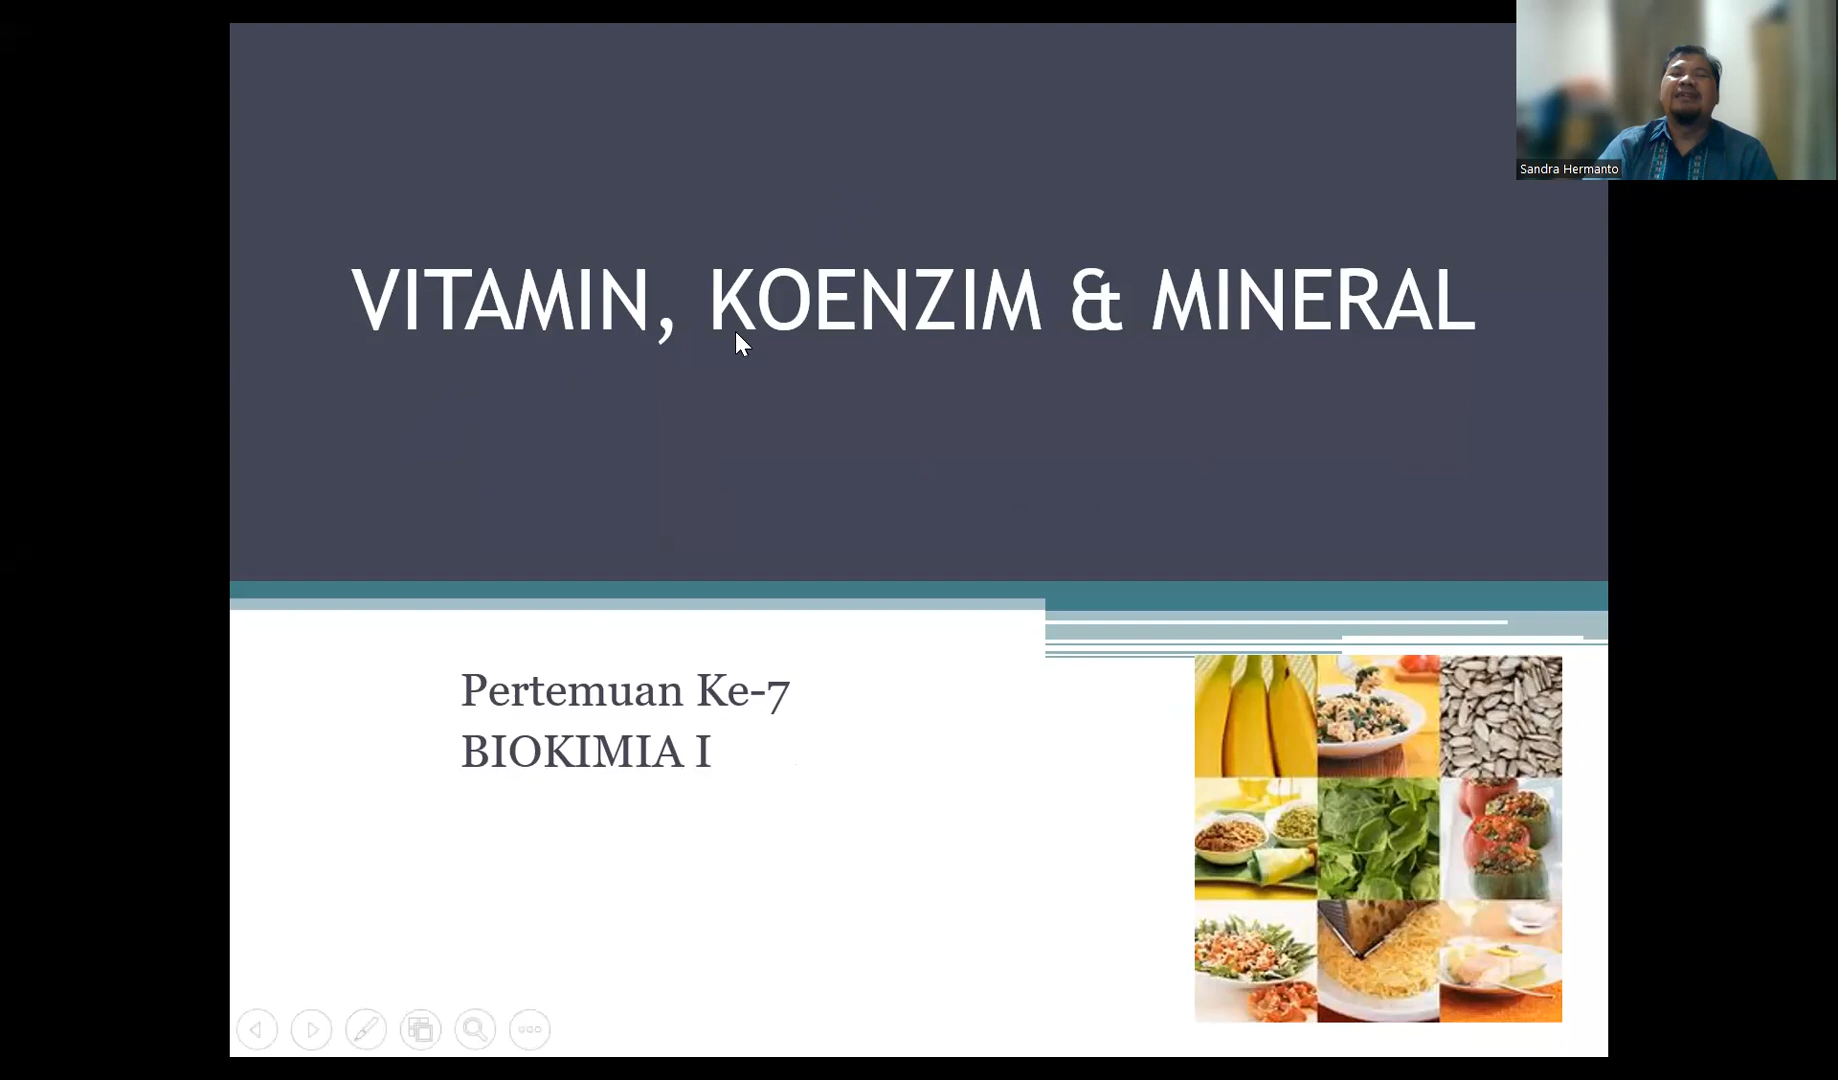 Sandra Hermanto
VITAMIN, KOENZIM & MINERAL
Pertemuan Ke-7
BIOKIMIA I